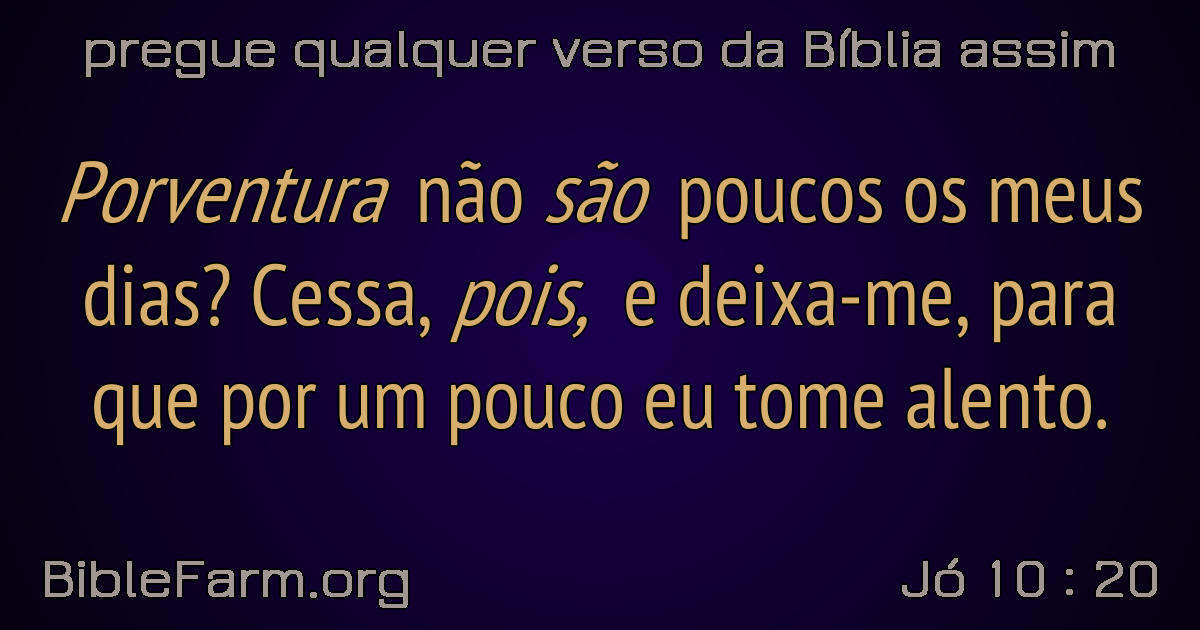 pregue qualquer verso da Bíblia assim
Porventura não são poucos os meus
dias? Cessa, pois, e deixa-me, para
que por um pouco eu tome alento.
BibleFarm.org
Jó 10 : 20